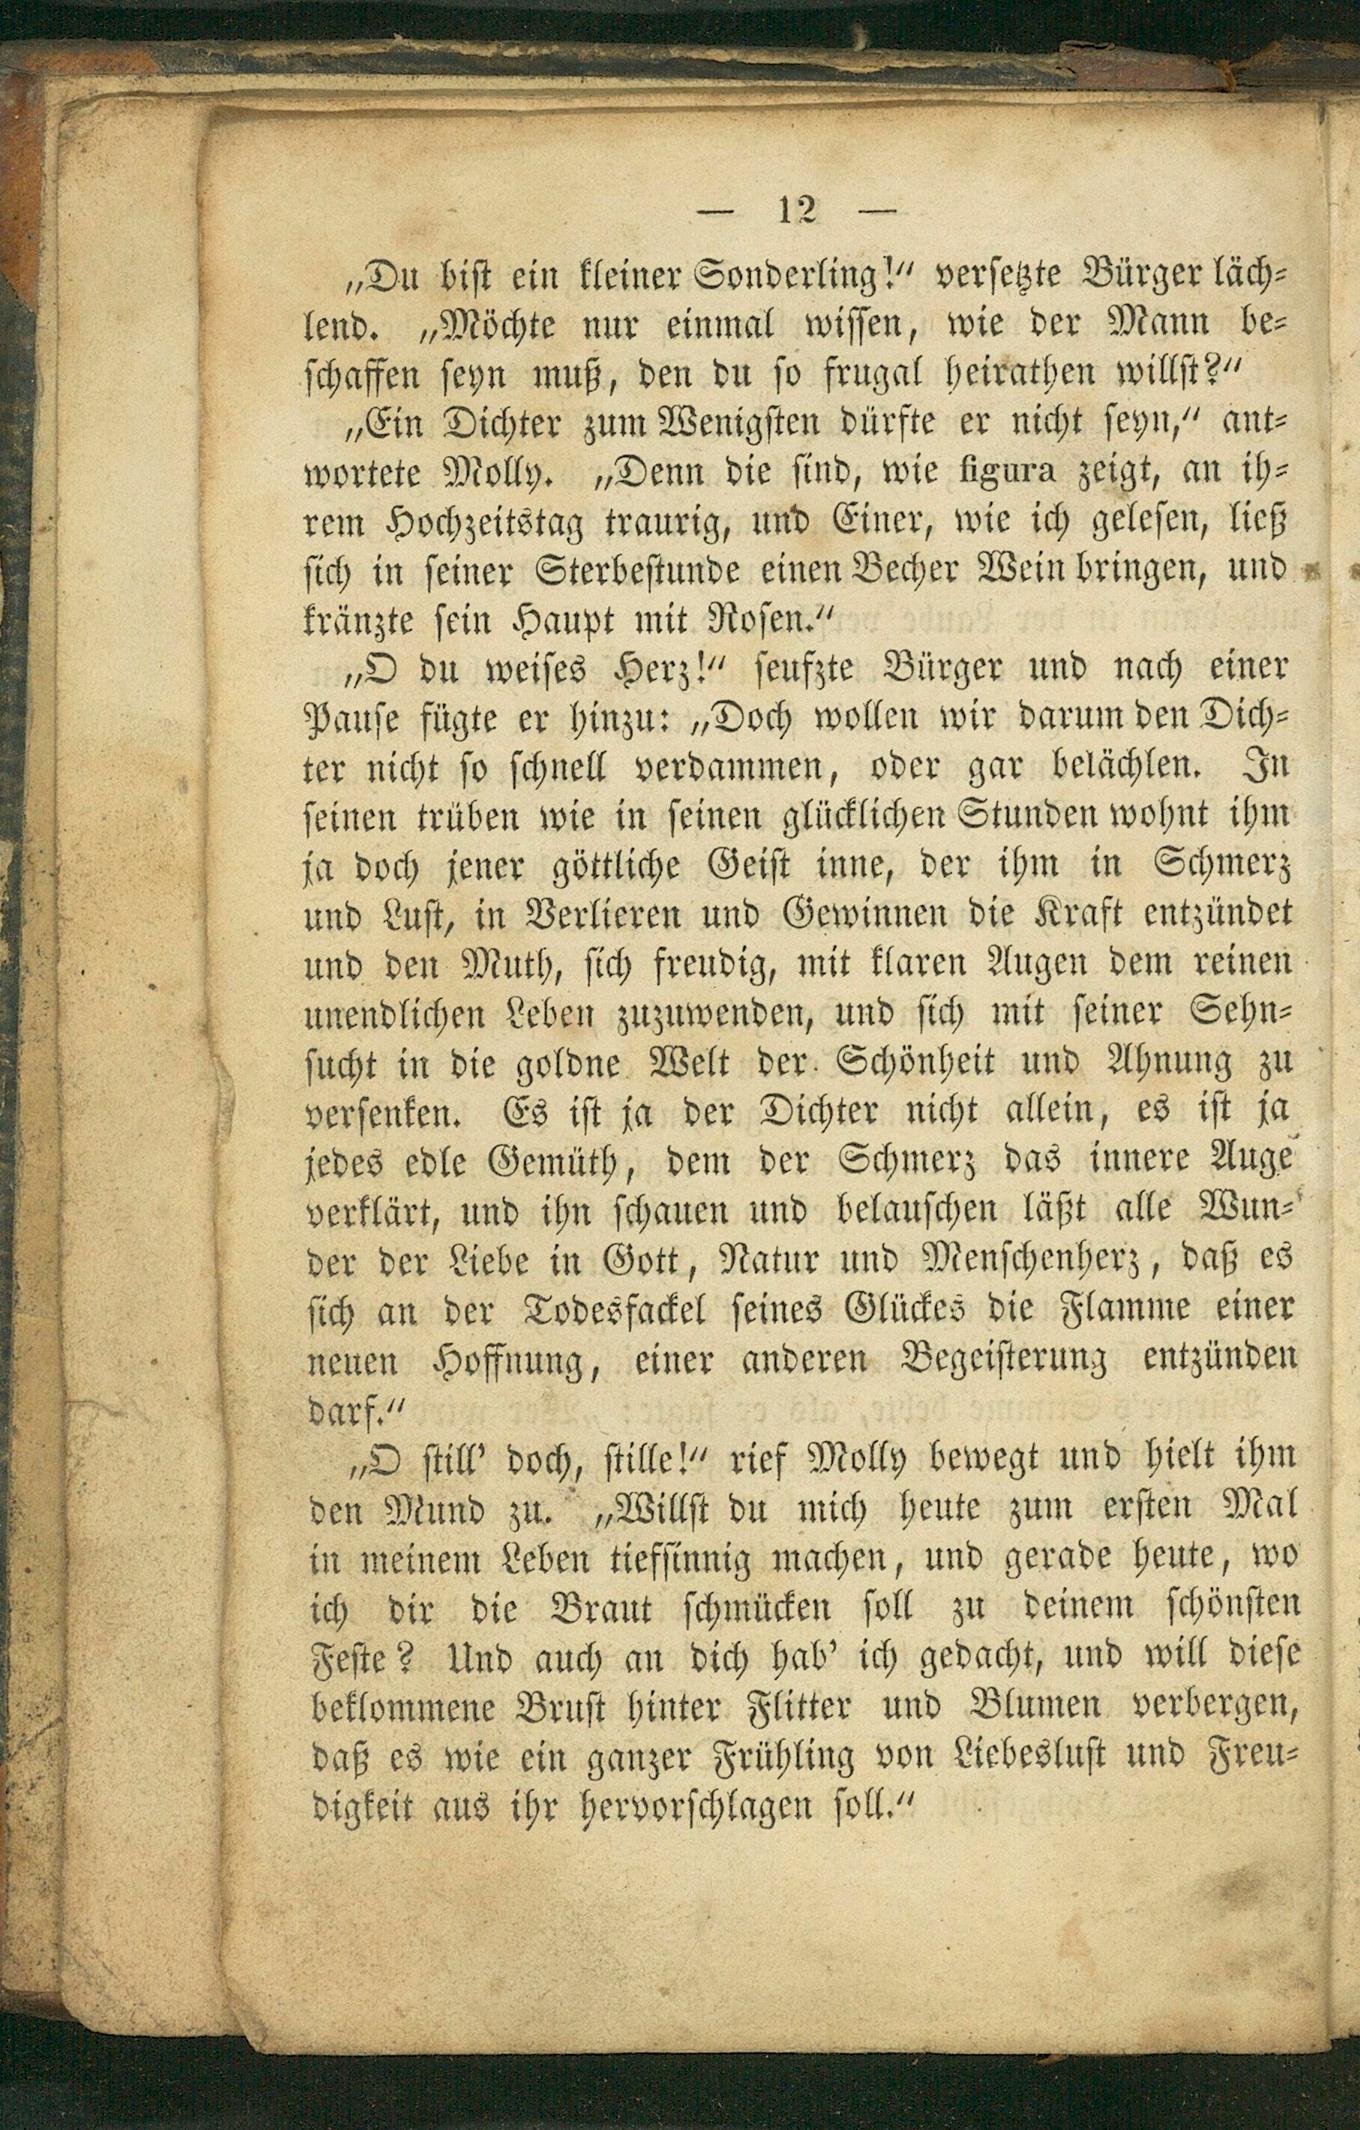 — 12 —
„Du bist ein kleiner Sonderling!“ versetzte Bürger läch-
lend. „Möchte nur einmal wissen, wie der Mann be-
schaffen seyn muß, den du so frugal heirathen willst?“
„Ein Dichter zum Wenigsten dürfte er nicht seyn,“ ant-
wortete Molly. „Denn die sind, wie figura zeigt, an ih-
rem Hochzeitstag traurig, und Einer, wie ich gelesen, ließ
sich in seiner Sterbestunde einen Becher Wein bringen, und
kränzte sein Haupt mit Rosen.“
„O du weises Herz!“ seufzte Bürger und nach einer
Pause fügte er hinzu: „Doch wollen wir darum den Dich-
ter nicht so schnell verdammen, oder gar belächlen. In
seinen trüben wie in seinen glücklichen Stunden wohnt ihm
ja doch jener göttliche Geist inne, der ihm in Schmerz
und Lust, in Verlieren und Gewinnen die Kraft entzündet
und den Muth, sich freudig, mit klaren Augen dem reinen
unendlichen Leben zuzuwenden, und sich mit seiner Sehn-
sucht in die goldne Welt der Schönheit und Ahnung zu
versenken. Es ist ja der Dichter nicht allein, es ist ja
jedes edle Gemüth, dem der Schmerz das innere Auge
verklärt, und ihn schauen und belauschen läßt alle Wun-
der der Liebe in Gott, Natur und Menschenherz, daß es
sich an der Todesfackel seines Glückes die Flamme einer
neuen Hoffnung, einer anderen Begeisterung entzünden
darf.“
„O still’ doch, stille!“ rief Molly bewegt und hielt ihm
den Mund zu. „Willst du mich heute zum ersten Mal
in meinem Leben tiefsinnig machen, und gerade heute, wo
ich dir die Braut schmücken soll zu deinem schönsten
Feste? Und auch an dich hab’ ich gedacht, und will diese
beklommene Brust hinter Flitter und Blumen verbergen,
daß es wie ein ganzer Frühling von Liebeslust und Freu-
digkeit aus ihr hervorschlagen soll.“